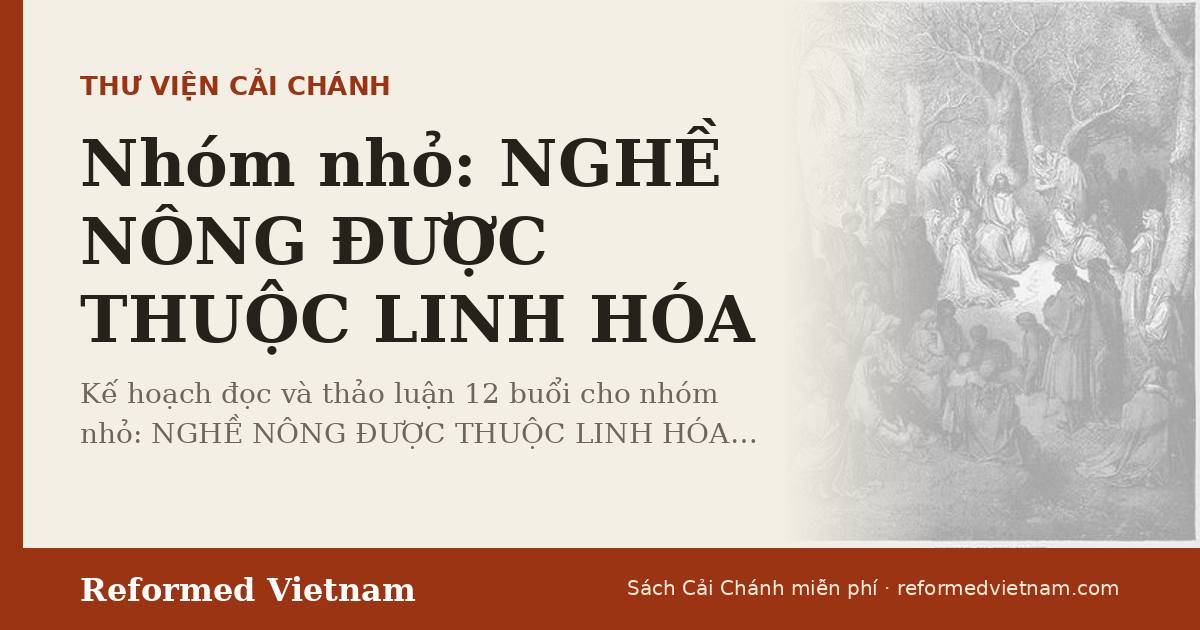 THƯ VIỆN CẢI CHÁNH
Nhóm nhỏ: NGHỀ
NÔNG ĐƯỢC
THUỘC LINH HÓA
Kế hoạch đọc và thảo luận 12 buổi cho nhóm
nhỏ: NGHỀ NÔNG ĐƯỢC THUỘC LINH HÓA...
Reformed Vietnam
Sách Cải Chánh miễn phí · reformedvietnam.com